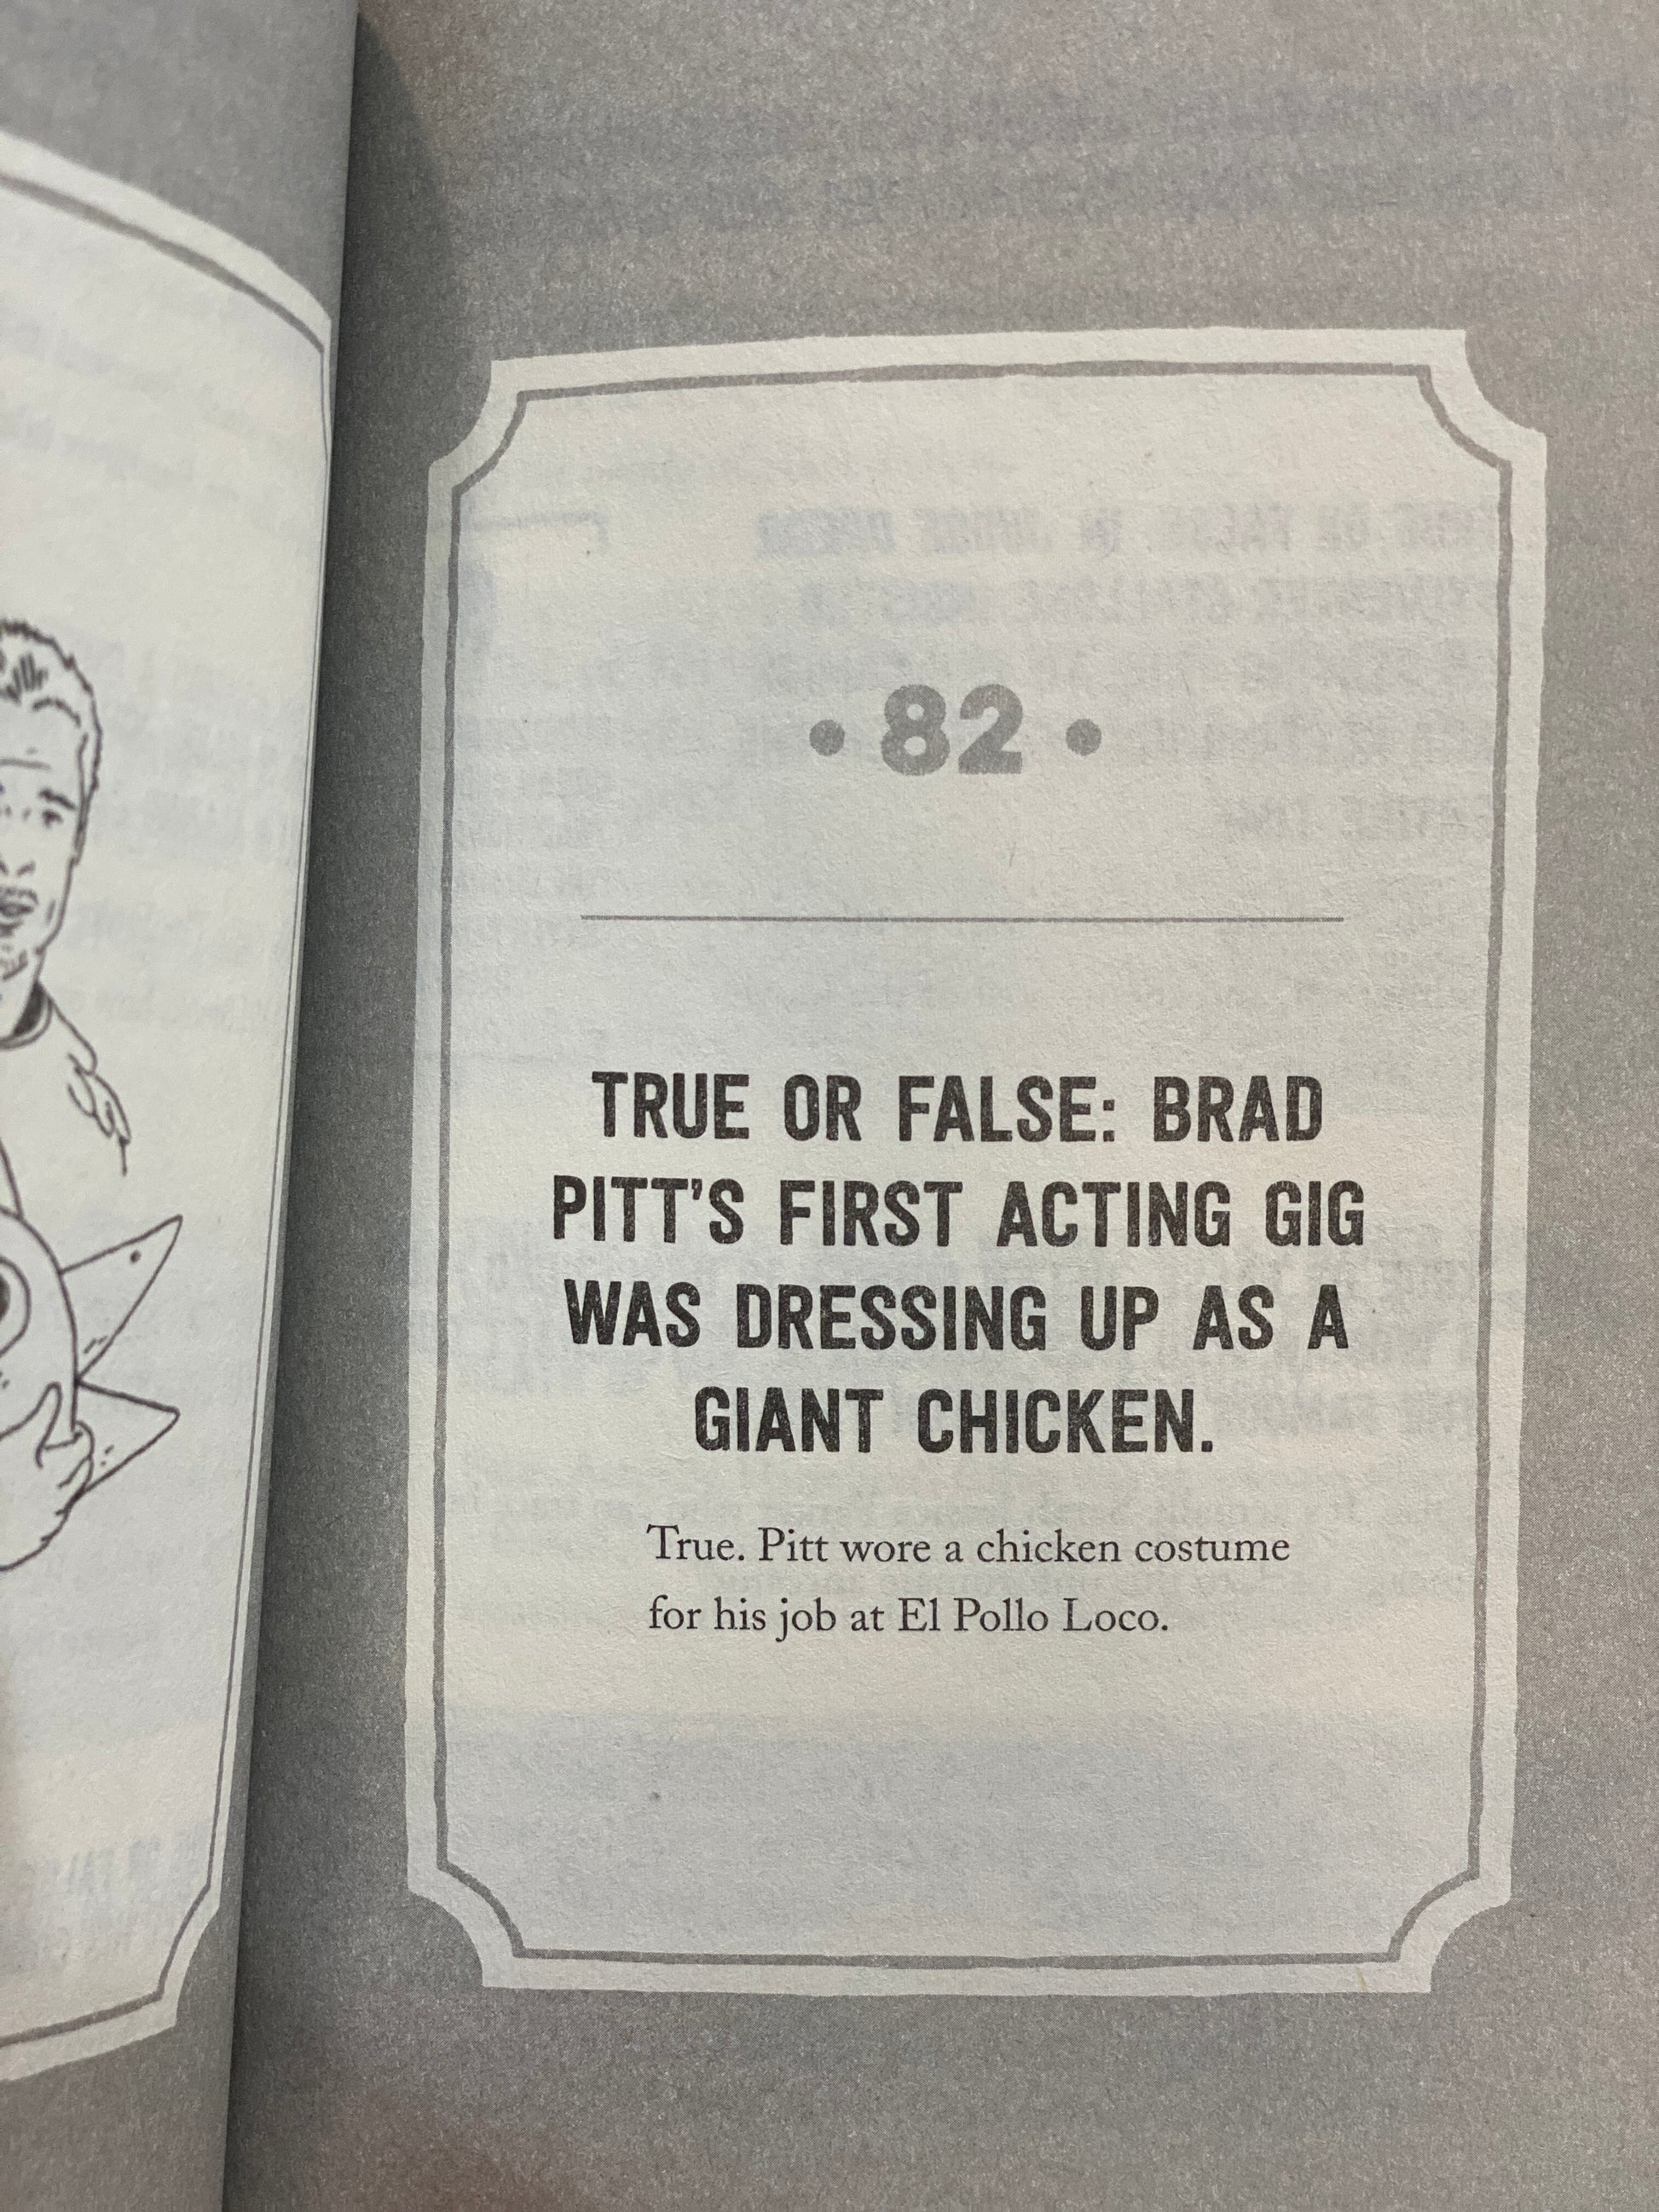 • 82 •
TRUE OR FALSE: BRAD
PITT'S FIRST ACTING GIG
WAS DRESSING UP AS A
GIANT CHICKEN.
True. Pitt wore a chicken costume
for his job at El Pollo Loco.